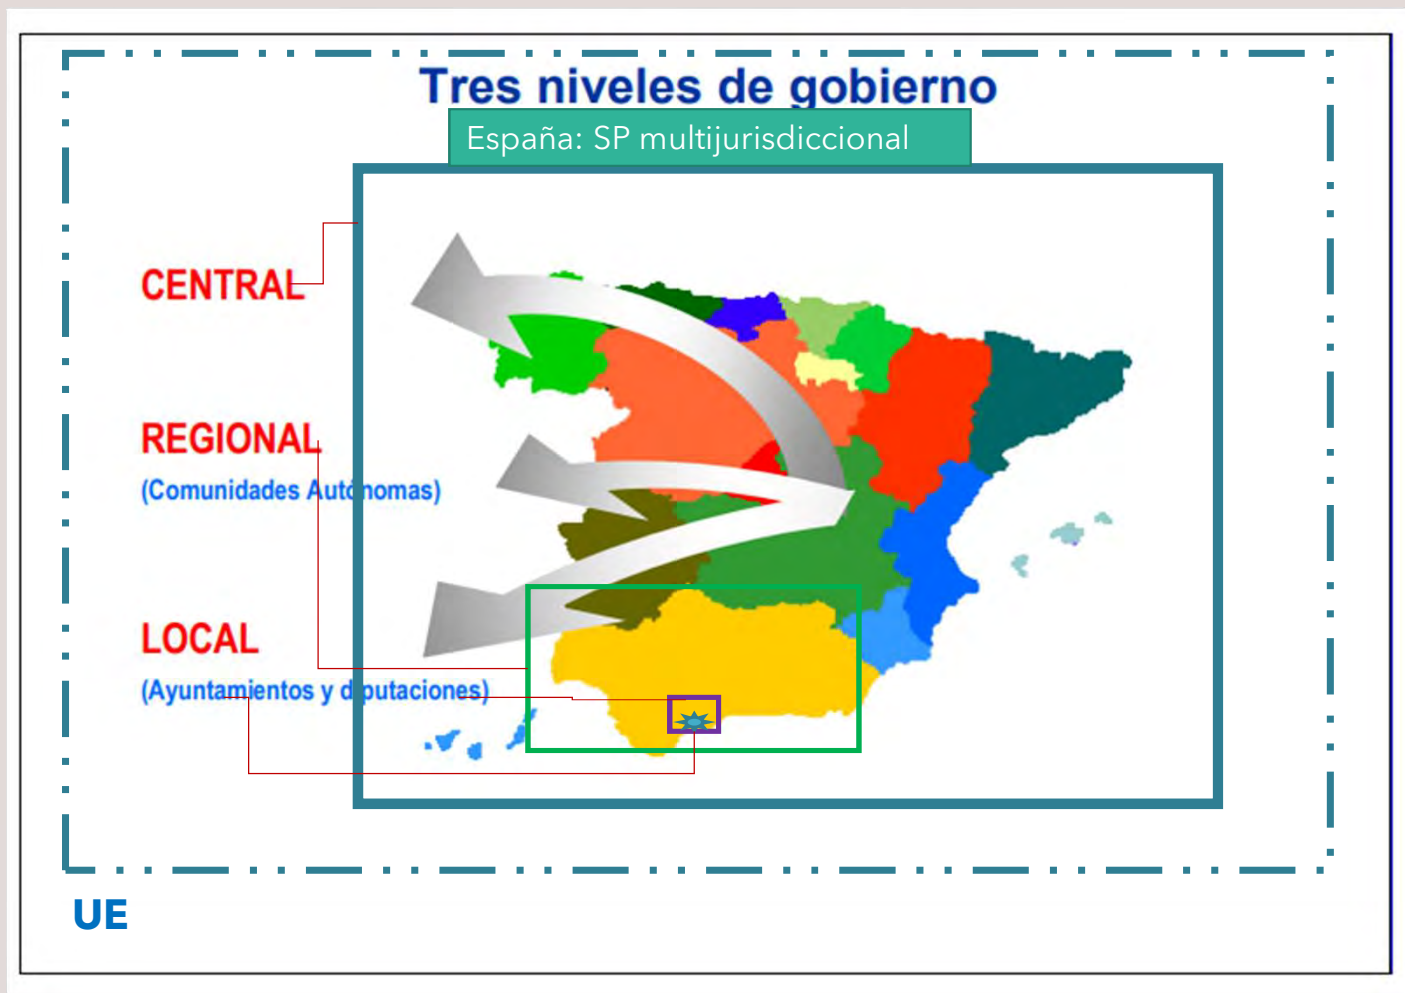 Tres niveles de gobierno
España: SP multijurisdiccional
CENTRAL
REGIONAL
(Comunidades Autónomas)
LOCAL
(Ayuntamientos y diputaciones)
UE